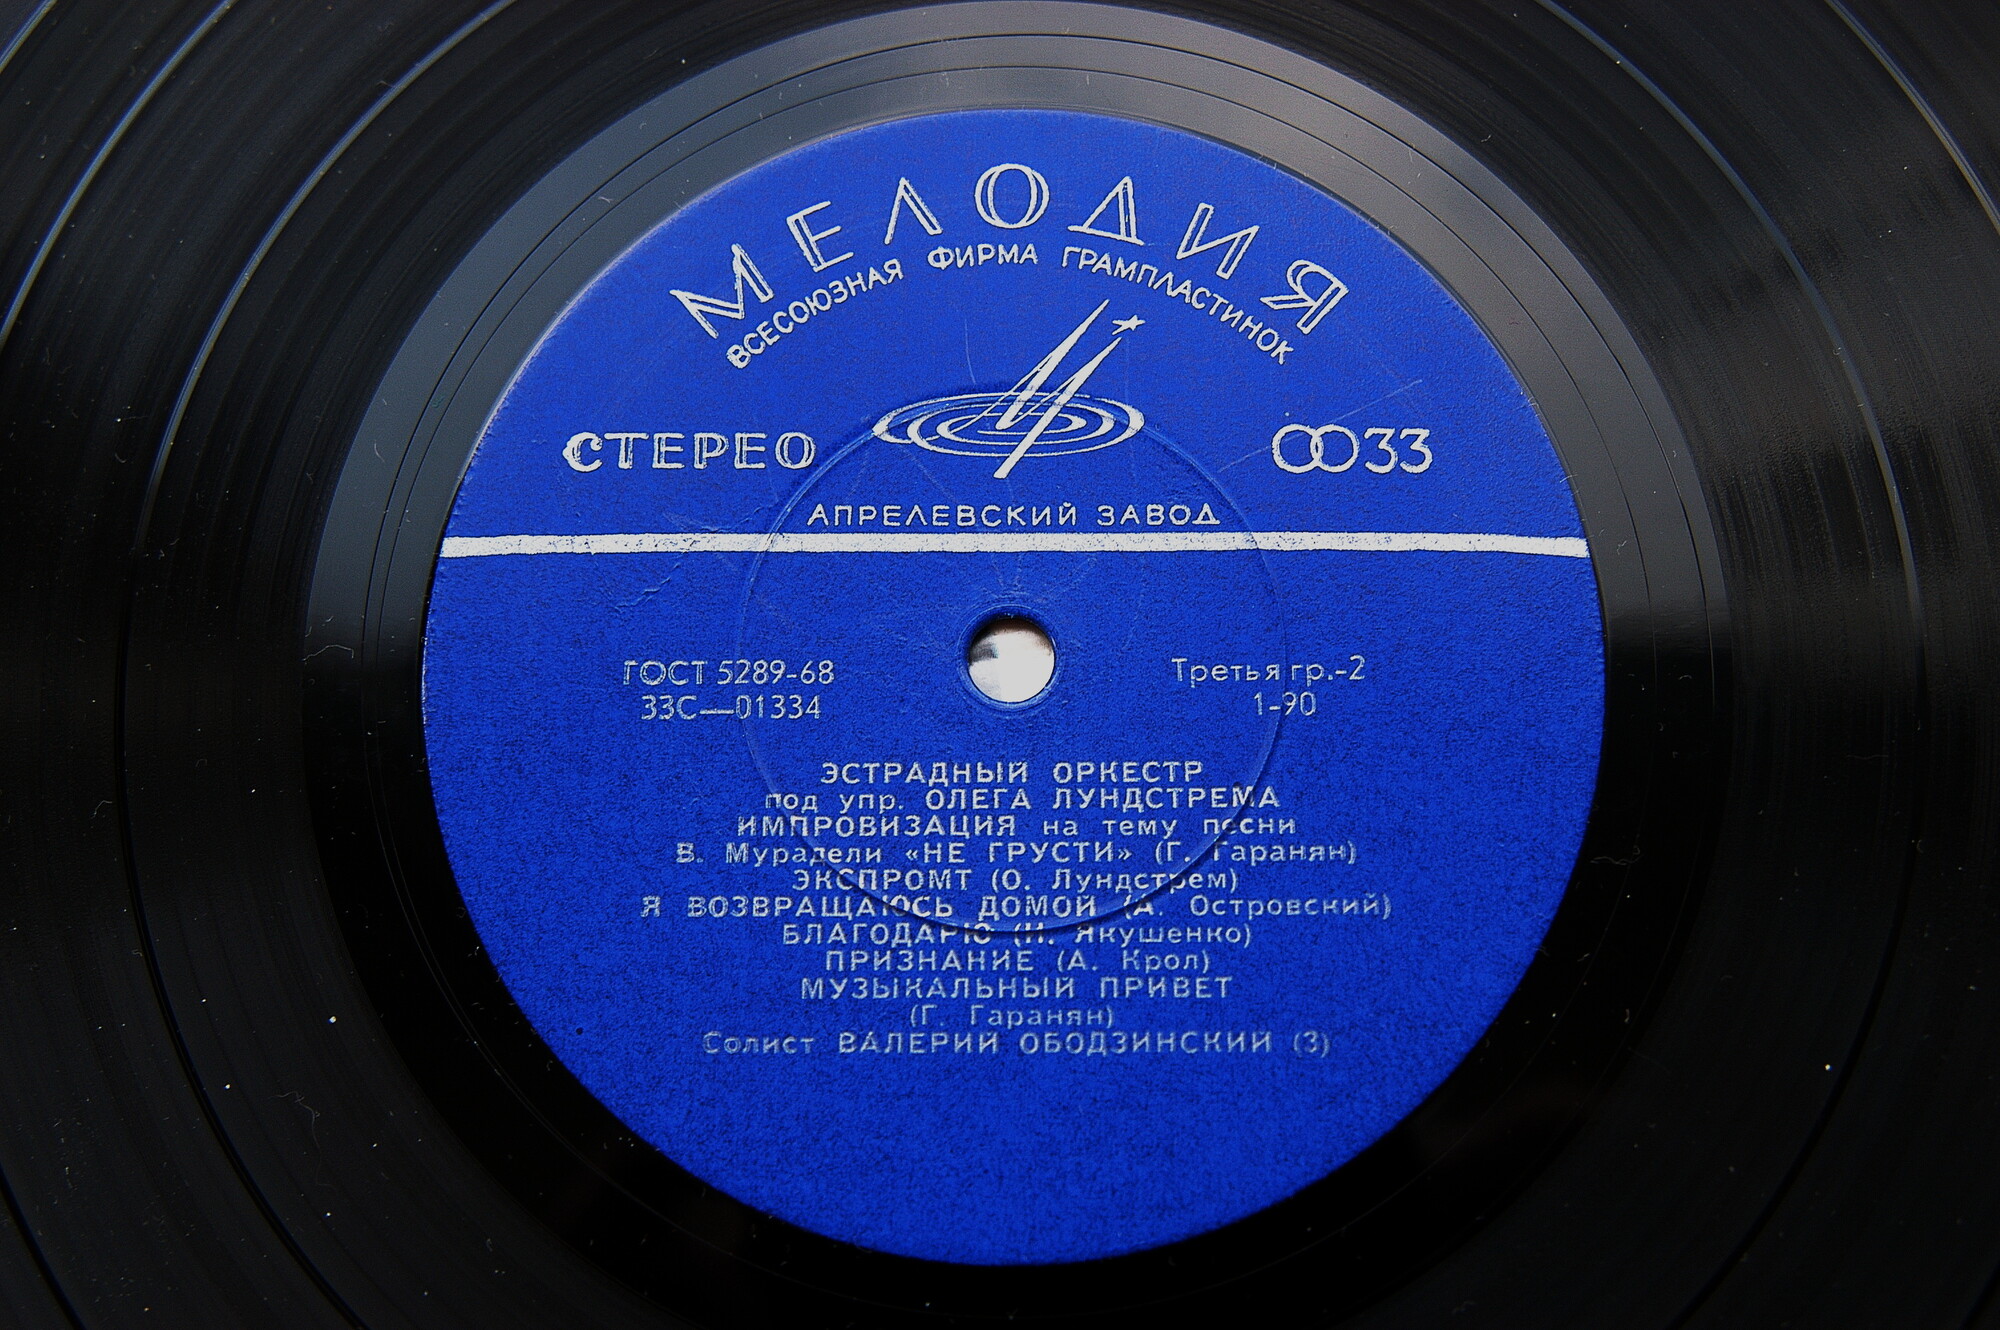 МЕЛОДИЯ
ВСЕСОЮЗНАЯ ФИРМА ГРАМПЛАСТИНОК
СТЕРЕО 33
АПРЕЛЕВСКИЙ ЗАВОД
ГОСТ 5289-68 Третья гр.-2
33С—01334 1-90
ЭСТРАДНЫЙ ОРКЕСТР
под упр. ОЛЕГА ЛУНДСТРЕМА
ИМПРОВИЗАЦИЯ на тему песни
В. Мурадели «НЕ ГРУСТИ» (Г. Гаранян)
ЭКСПРОМТ (О. Лундстрем)
Я ВОЗВРАЩАЮСЬ ДОМОЙ (А. Островский)
БЛАГОДАРЮ (Н. Якушенко)
ПРИЗНАНИЕ (А. Крол)
МУЗЫКАЛЬНЫЙ ПРИВЕТ
(Г. Гаранян)
Солист ВАЛЕРИЙ ОБОДЗИНСКИЙ (3)